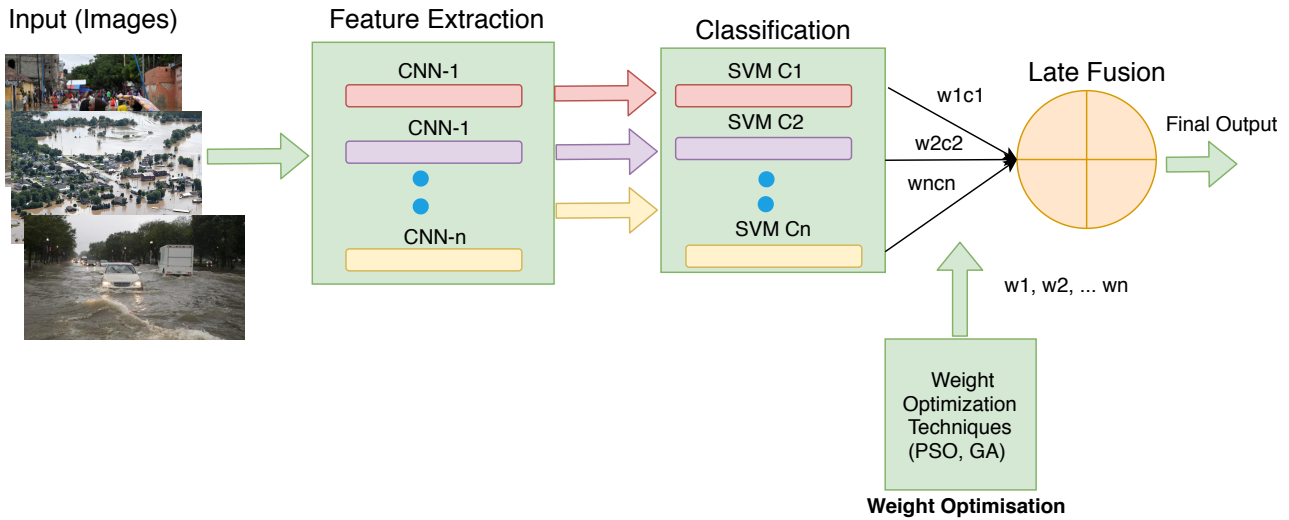 Input (Images)
Feature Extraction
CNN-1
CNN-1
CNN-n
Classification
SVM C1
SVM C2
SVM Cn
w1c1
w2c2
wncn
Late Fusion
Final Output
w1, w2, ... wn
Weight
Optimization
Techniques
(PSO, GA)
Weight Optimisation